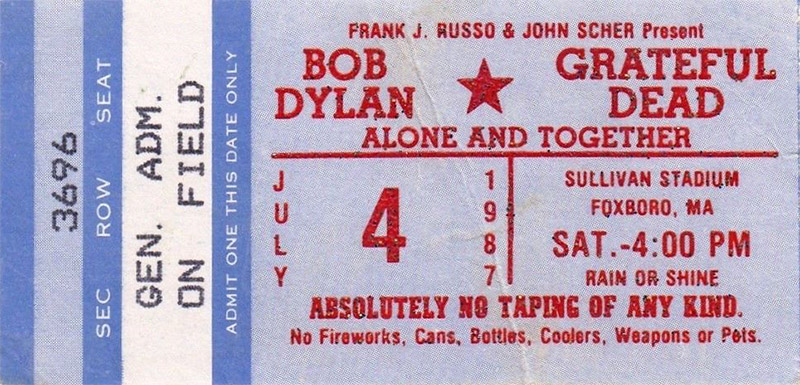 3696
SEC ROW SEAT
GEN. ADM.
ON FIELD
ADMIT ONE THIS DATE ONLY
FRANK J. RUSSO & JOHN SCHER Present
BOB DYLAN
GRATEFUL DEAD
ALONE AND TOGETHER
JULY
4
1987
SULLIVAN STADIUM
FOXBORO, MA
SAT.-4:00 PM
RAIN OR SHINE
ABSOLUTELY NO TAPING OF ANY KIND.
No Fireworks, Cans, Bottles, Coolers, Weapons or Pets.